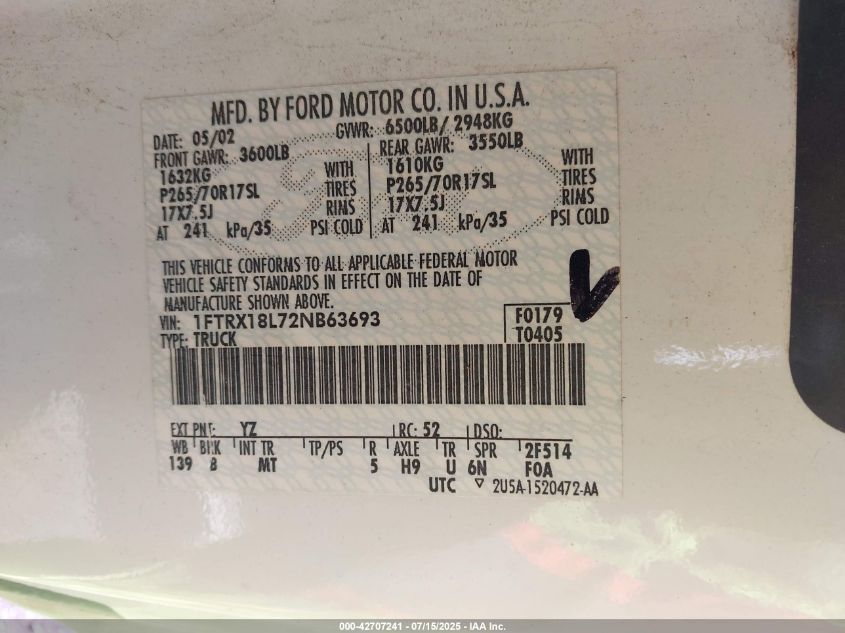 MFD. BY FORD MOTOR CO. IN U.S.A.
DATE: 05/02 GVWR: 6500LB/ 2948KG
FRONT GAWR: 3600LB REAR GAWR: 3550LB
1632KG WITH 1610KG WITH
P265/70R17SL TIRES P265/70R17SL TIRES
17X7.5J RIMS 17X7.5J RIMS
AT 241 kPa/35 PSI COLD AT 241 kPa/35 PSI COLD
THIS VEHICLE CONFORMS TO ALL APPLICABLE FEDERAL MOTOR
VEHICLE SAFETY STANDARDS IN EFFECT ON THE DATE OF
MANUFACTURE SHOWN ABOVE.
VIN: 1FTRX18L72NB63693 F0179
TYPE: TRUCK T0405
EXT PNT: YZ RC: 52 DSO:
WB BRK INT TR TP/PS R AXLE TR SPR 2F514
139 B MT 5 H9 U 6N F0A
UTC ▽ 2U5A-1520472-AA
000-42707241 - 07/15/2025 - IAA Inc.